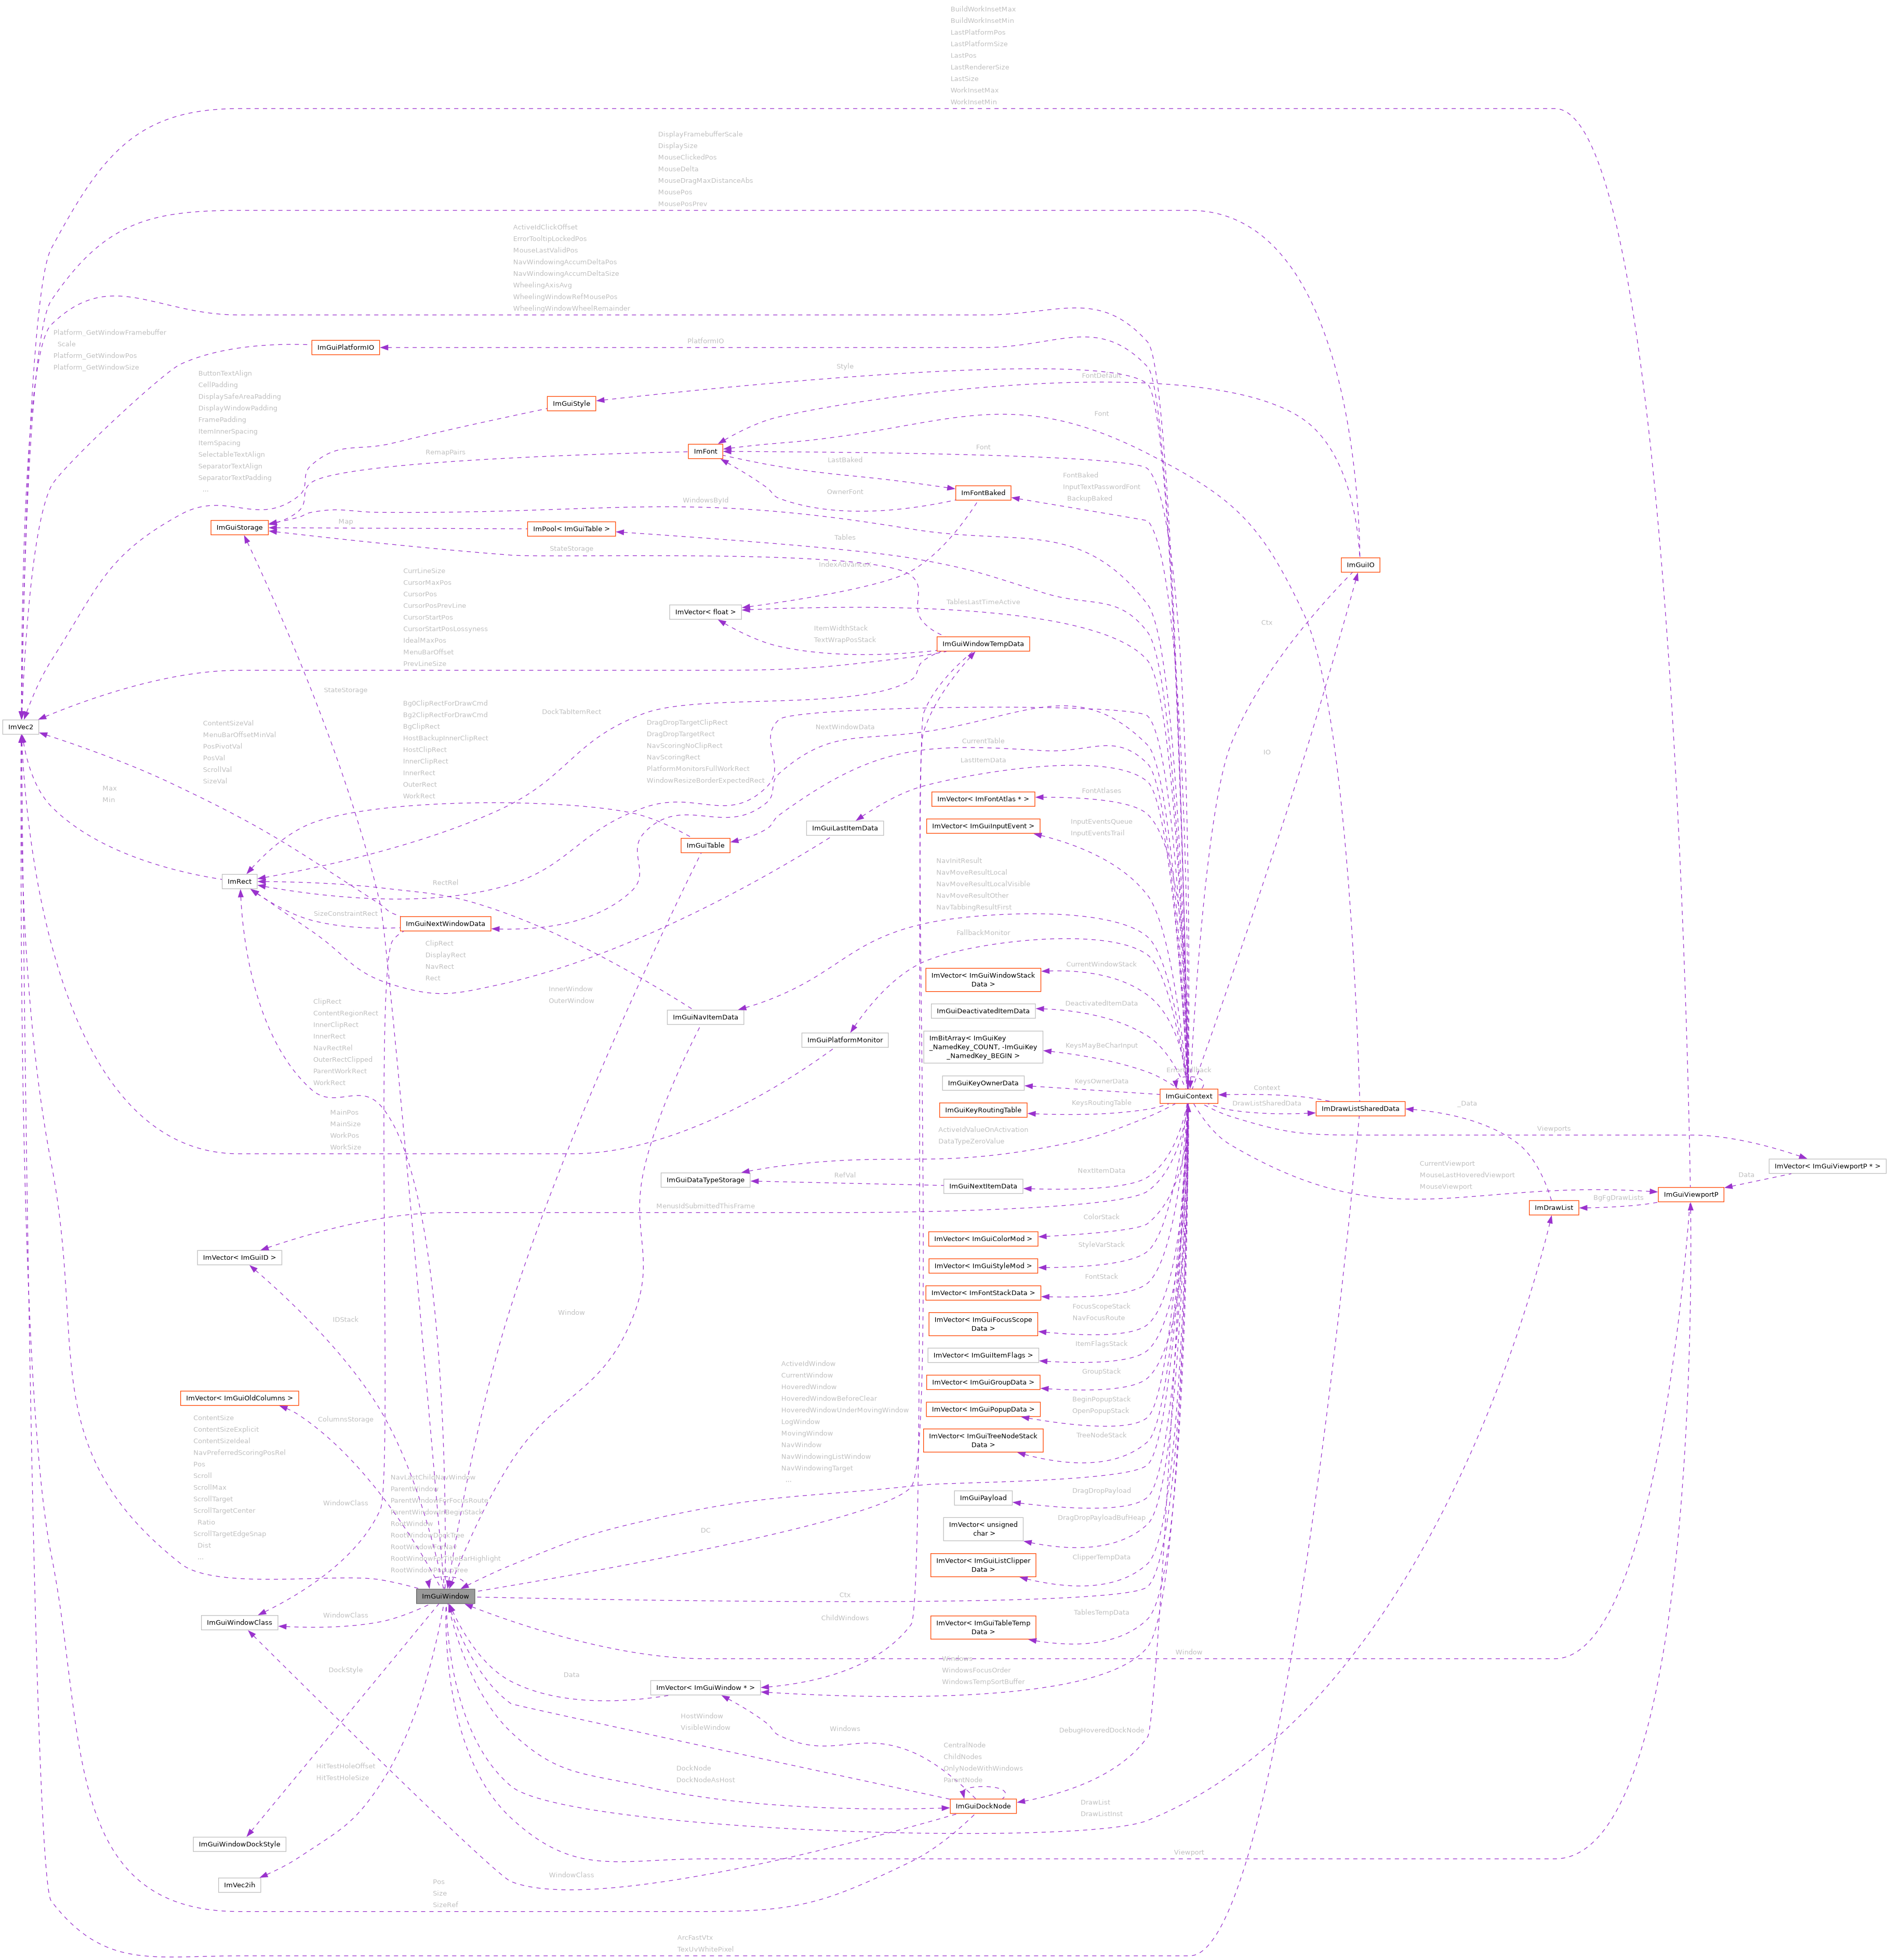 BuildWorkInsetMax
BuildWorkInsetMin
LastPlatformPos
LastPlatformSize
LastPos
LastRendererSize
LastSize
WorkInsetMax
WorkInsetMin
DisplayFramebufferScale
DisplaySize
MouseClickedPos
MouseDelta
MouseDragMaxDistanceAbs
MousePos
MousePosPrev
ActiveIdClickOffset
ErrorTooltipLockedPos
MouseLastValidPos
NavWindowingAccumDeltaPos
NavWindowingAccumDeltaSize
WheelingAxisAvg
WheelingWindowRefMousePos
WheelingWindowWheelRemainder
Platform_GetWindowFramebuffer
Scale
Platform_GetWindowPos
Platform_GetWindowSize
ImGuiPlatformIO
PlatformIO
ButtonTextAlign
CellPadding
DisplaySafeAreaPadding
DisplayWindowPadding
FramePadding
ItemInnerSpacing
ItemSpacing
SelectableTextAlign
SeparatorTextAlign
SeparatorTextPadding
...
ImGuiStyle
Style
FontDefault
Font
ImFont
RemapPairs
LastBaked
Font
OwnerFont
ImFontBaked
FontBaked
InputTextPasswordFont
BackupBaked
WindowsById
ImGuiStorage
Map
ImPool< ImGuiTable >
Tables
StateStorage
IndexAdvanceX
ImGuiIO
CurrLineSize
CursorMaxPos
CursorPos
CursorPosPrevLine
CursorStartPos
CursorStartPosLossyness
IdealMaxPos
MenuBarOffset
PrevLineSize
ImVector< float >
TablesLastTimeActive
ItemWidthStack
TextWrapPosStack
ImGuiWindowTempData
Ctx
IO
StateStorage
DockTabItemRect
ImVec2
ContentSizeVal
MenuBarOffsetMinVal
PosPivotVal
PosVal
ScrollVal
SizeVal
Bg0ClipRectForDrawCmd
Bg2ClipRectForDrawCmd
BgClipRect
HostBackupInnerClipRect
HostClipRect
InnerClipRect
InnerRect
OuterRect
WorkRect
DragDropTargetClipRect
DragDropTargetRect
NavScoringNoClipRect
NavScoringRect
PlatformMonitorsFullWorkRect
WindowResizeBorderExpectedRect
NextWindowData
CurrentTable
LastItemData
Max
Min
ImVector< ImFontAtlas * >
FontAtlases
ImVector< ImGuiInputEvent >
InputEventsQueue
InputEventsTrail
ImGuiLastItemData
ImGuiTable
ImRect
RectRel
SizeConstraintRect
ImGuiNextWindowData
NavInitResult
NavMoveResultLocal
NavMoveResultLocalVisible
NavMoveResultOther
NavTabbingResultFirst
FallbackMonitor
ClipRect
DisplayRect
NavRect
Rect
InnerWindow
OuterWindow
ImVector< ImGuiWindowStack
Data >
CurrentWindowStack
ImGuiDeactivatedItemData
DeactivatedItemData
ImGuiNavItemData
ImGuiPlatformMonitor
ImBitArray< ImGuiKey
_NamedKey_COUNT, -ImGuiKey
_NamedKey_BEGIN >
KeysMayBeCharInput
ClipRect
ContentRegionRect
InnerClipRect
InnerRect
NavRectRel
OuterRectClipped
ParentWorkRect
WorkRect
ImGuiKeyOwnerData
KeysOwnerData
ImGuiKeyRoutingTable
KeysRoutingTable
ImGuiContext
Context
DrawListSharedData
ImDrawListSharedData
_Data
MainPos
MainSize
WorkPos
WorkSize
ActiveIdValueOnActivation
DataTypeZeroValue
Viewports
ImVector< ImGuiViewportP * >
Data
CurrentViewport
MouseLastHoveredViewport
MouseViewport
BgFgDrawLists
ImGuiViewportP
ImDrawList
ImGuiDataTypeStorage
RefVal
ImGuiNextItemData
NextItemData
MenusIdSubmittedThisFrame
ImVector< ImGuiColorMod >
ColorStack
ImVector< ImGuiID >
ImVector< ImGuiStyleMod >
StyleVarStack
ImVector< ImFontStackData >
FontStack
IDStack
Window
ImVector< ImGuiFocusScope
Data >
FocusScopeStack
NavFocusRoute
ImVector< ImGuiItemFlags >
ItemFlagsStack
ImVector< ImGuiGroupData >
GroupStack
ImVector< ImGuiOldColumns >
ColumnsStorage
ImVector< ImGuiPopupData >
BeginPopupStack
OpenPopupStack
ImVector< ImGuiTreeNodeStack
Data >
TreeNodeStack
ActiveIdWindow
CurrentWindow
HoveredWindow
HoveredWindowBeforeClear
HoveredWindowUnderMovingWindow
LogWindow
MovingWindow
NavWindow
NavWindowingListWindow
NavWindowingTarget
...
ContentSize
ContentSizeExplicit
ContentSizeIdeal
NavPreferredScoringPosRel
Pos
Scroll
ScrollMax
ScrollTarget
ScrollTargetCenter
Ratio
ScrollTargetEdgeSnap
Dist
...
WindowClass
NavLastChildNavWindow
ParentWindow
ParentWindowForFocusRoute
ParentWindowInBeginStack
RootWindow
RootWindowDockTree
RootWindowForNav
RootWindowForTitleBarHighlight
RootWindowPopupTree
ImGuiPayload
DragDropPayload
ImVector< unsigned
char >
DragDropPayloadBufHeap
DC
ImVector< ImGuiListClipper
Data >
ClipperTempData
ImGuiWindow
Ctx
ImGuiWindowClass
WindowClass
ChildWindows
ImVector< ImGuiTableTemp
Data >
TablesTempData
Window
DockStyle
Data
ImVector< ImGuiWindow * >
Windows
WindowsFocusOrder
WindowsTempSortBuffer
HostWindow
VisibleWindow
Windows
DebugHoveredDockNode
CentralNode
ChildNodes
OnlyNodeWithWindows
ParentNode
HitTestHoleOffset
HitTestHoleSize
DockNode
DockNodeAsHost
ImGuiDockNode
DrawList
DrawListInst
ImGuiWindowDockStyle
Viewport
ImVec2ih
WindowClass
Pos
Size
SizeRef
ArcFastVtx
TexUvWhitePixel